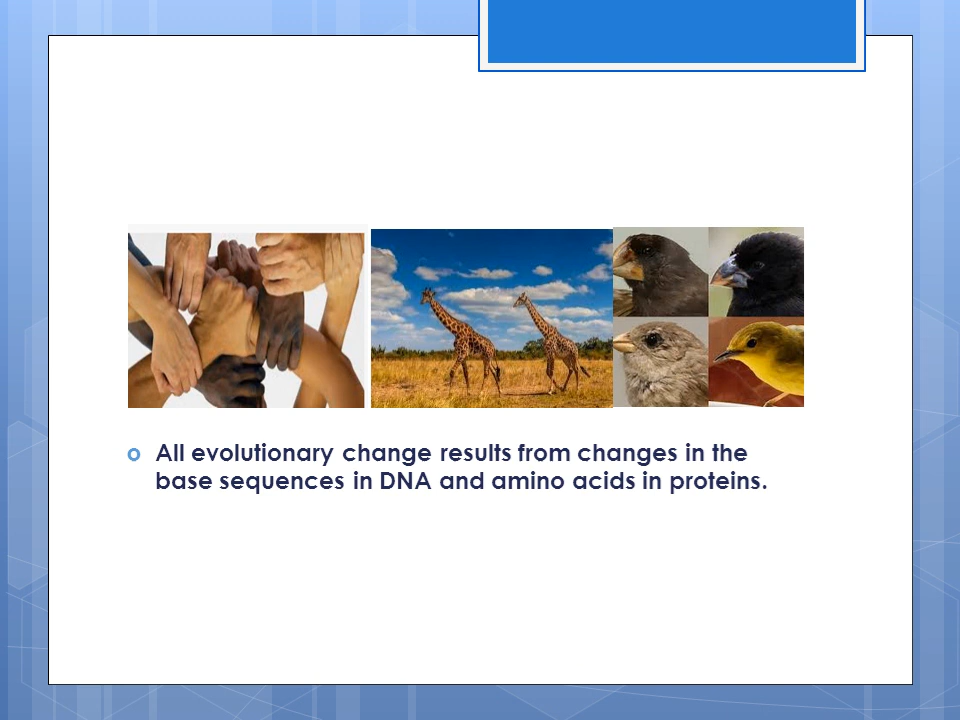 All evolutionary change results from changes in the
base sequences in DNA and amino acids in proteins.